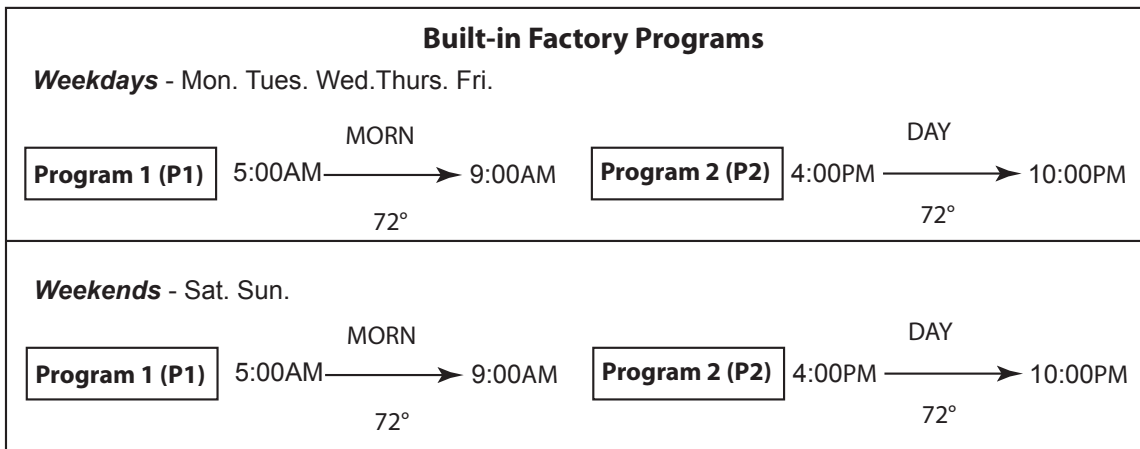 Built-in Factory Programs
Weekdays - Mon. Tues. Wed.Thurs. Fri.
MORN DAY
Program 1 (P1) 5:00AM 9:00AM Program 2 (P2) 4:00PM 10:00PM
72° 72°
Weekends - Sat. Sun.
MORN DAY
Program 1 (P1) 5:00AM 9:00AM Program 2 (P2) 4:00PM 10:00PM
72° 72°